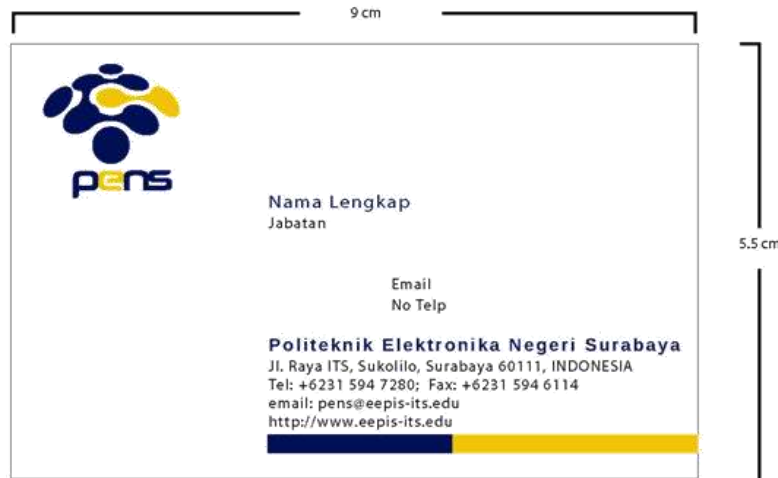 9 cm
pens
Nama Lengkap
Jabatan
5.5 cm
Email
No Telp
Politeknik Elektronika Negeri Surabaya
Jl. Raya ITS, Sukolilo, Surabaya 60111, INDONESIA
Tel: +6231 594 7280; Fax: +6231 594 6114
email: pens@eepis-its.edu
http://www.eepis-its.edu